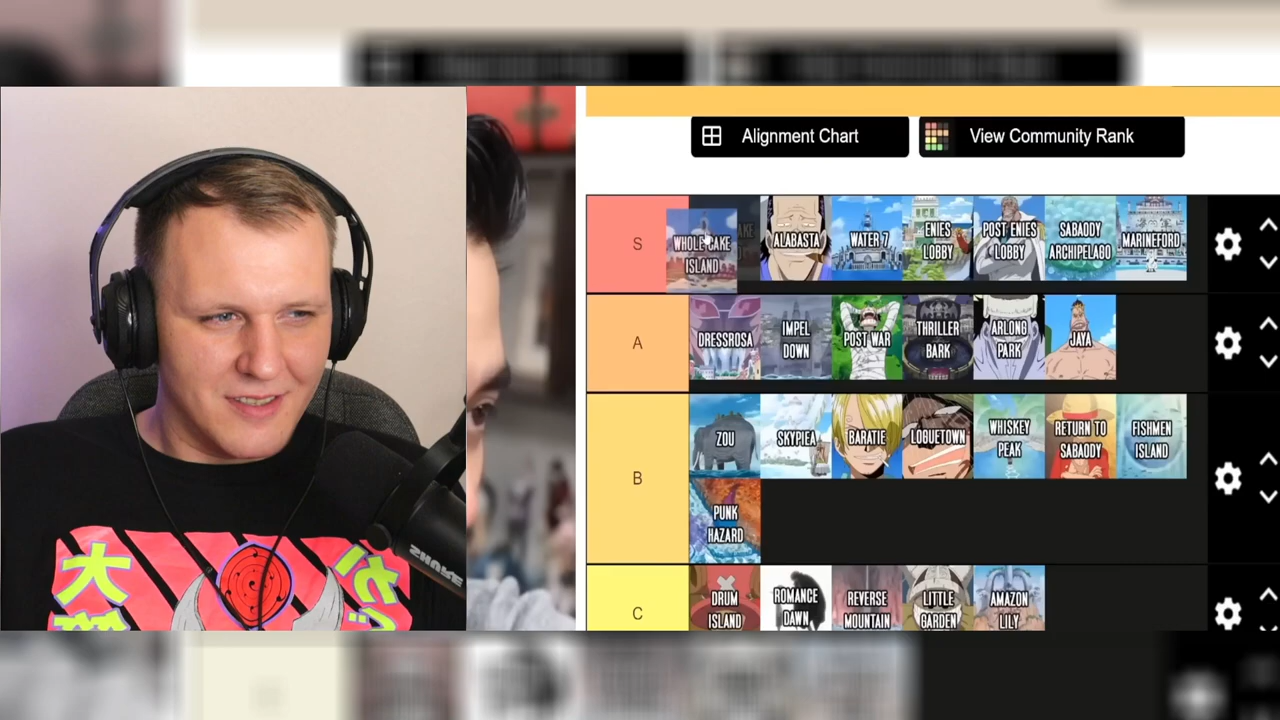 Alignment Chart
View Community Rank
S
WHOLE CAKE
ISLAND
ALABASTA
WATER 7
ENIES
LOBBY
POST ENIES
LOBBY
SABAODY
ARCHIPELAGO
MARINEFORD
A
DRESSROSA
IMPEL
DOWN
POST WAR
THRILLER
BARK
ARLONG
PARK
JAYA
B
ZOU
SKYPIEA
BARATIE
LOGUETOWN
WHISKEY
PEAK
RETURN TO
SABAODY
FISHMEN
ISLAND
PUNK
HAZARD
C
DRUM
ISLAND
ROMANCE
DAWN
REVERSE
MOUNTAIN
LITTLE
GARDEN
AMAZON
LILY
SHURE
大